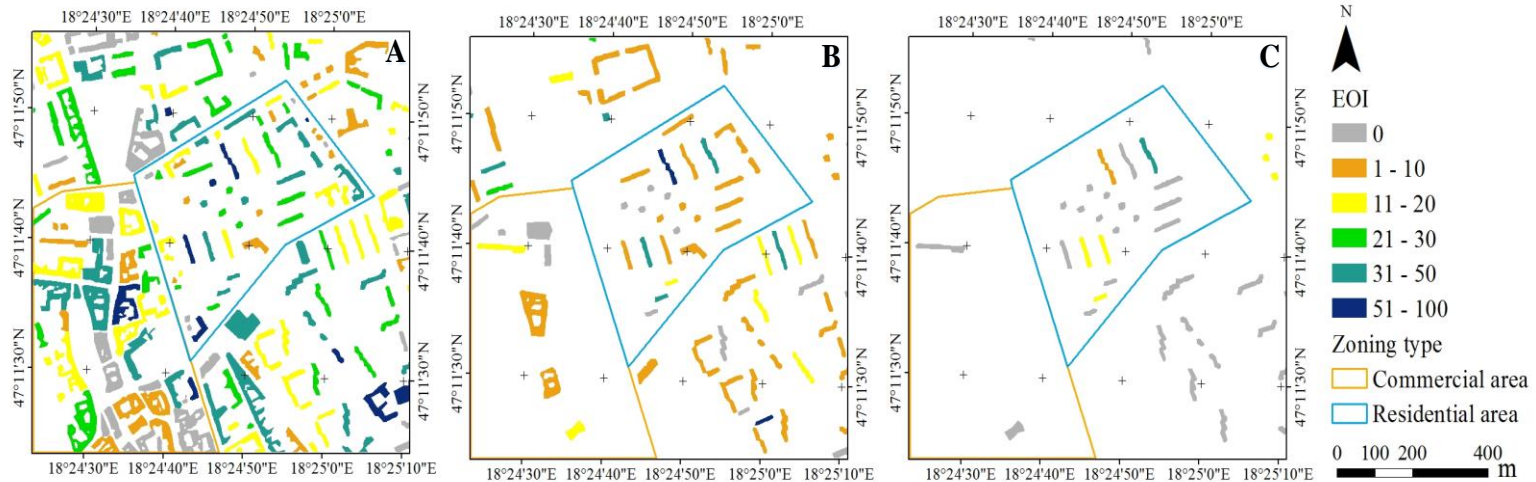 18°24'30"E 18°24'40"E 18°24'50"E 18°25'0"E
18°24'30"E 18°24'40"E 18°24'50"E 18°25'0"E
18°24'30"E 18°24'40"E 18°24'50"E 18°25'0"E
A
B
C
47°11'50"N
47°11'40"N
47°11'30"N
47°11'50"N
47°11'40"N
47°11'30"N
47°11'50"N
47°11'40"N
47°11'30"N
47°11'50"N
47°11'40"N
47°11'30"N
47°11'50"N
47°11'40"N
47°11'30"N
47°11'50"N
47°11'40"N
47°11'30"N
18°24'30"E 18°24'40"E 18°24'50"E 18°25'0"E 18°25'10"E
18°24'30"E 18°24'40"E 18°24'50"E 18°25'0"E 18°25'10"E
18°24'30"E 18°24'40"E 18°24'50"E 18°25'0"E 18°25'10"E
N
EOI
0
1 - 10
11 - 20
21 - 30
31 - 50
51 - 100
Zoning type
Commercial area
Residential area
0 100 200 400
m